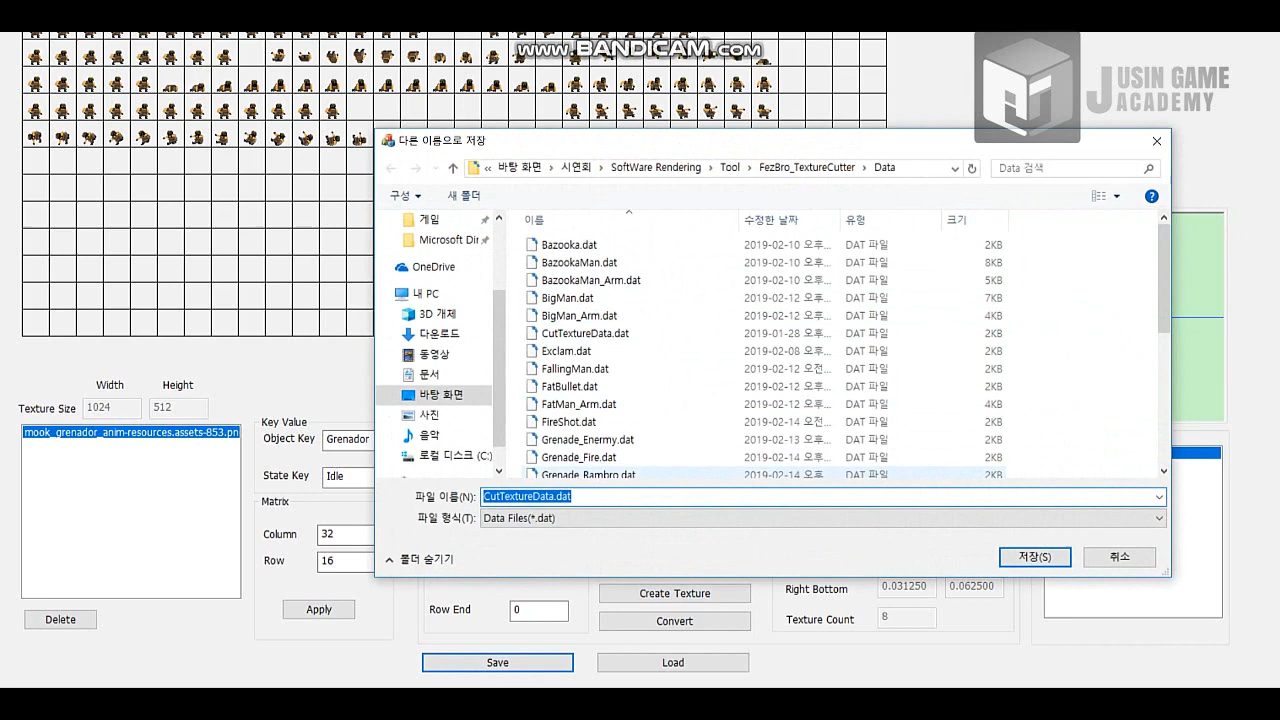 www.BANDICAM.com
JUSIN GAME
ACADEMY
다른 이름으로 저장
« 바탕 화면 > 시연회 > SoftWare Rendering > Tool > FezBro_TextureCutter > Data
Data 검색
구성 새 폴더
게임
Microsoft Dir
OneDrive
내 PC
3D 개체
다운로드
동영상
문서
바탕 화면
사진
음악
로컬 디스크 (C:)
이름 수정한 날짜 유형 크기
Bazooka.dat 2019-02-10 오후... DAT 파일 2KB
BazookaMan.dat 2019-02-10 오후... DAT 파일 8KB
BazookaMan_Arm.dat 2019-02-10 오후... DAT 파일 5KB
BigMan.dat 2019-02-12 오후... DAT 파일 7KB
BigMan_Arm.dat 2019-02-12 오후... DAT 파일 4KB
CutTextureData.dat 2019-01-28 오후... DAT 파일 2KB
Exclam.dat 2019-02-08 오후... DAT 파일 2KB
FallingMan.dat 2019-02-12 오전... DAT 파일 2KB
FatBullet.dat 2019-02-12 오후... DAT 파일 2KB
FatMan_Arm.dat 2019-02-12 오후... DAT 파일 4KB
FireShot.dat 2019-02-14 오전... DAT 파일 2KB
Grenade_Enermy.dat 2019-02-13 오후... DAT 파일 2KB
Grenade_Fire.dat 2019-02-14 오후... DAT 파일 2KB
Grenade_Rambro.dat 2019-02-14 오후... DAT 파일 2KB
파일 이름(N): CutTextureData.dat
파일 형식(T): Data Files(*.dat)
폴더 숨기기
저장(S) 취소
Width Height
Texture Size 1024 512
mook_grenador_anim-resources.assets-853.pn
Delete
Key Value
Object Key Grenador
State Key Idle
Matrix
Column 32
Row 16
Apply
Row End 0
Create Texture
Convert
Right Bottom 0.031250 0.062500
Texture Count 8
Save Load